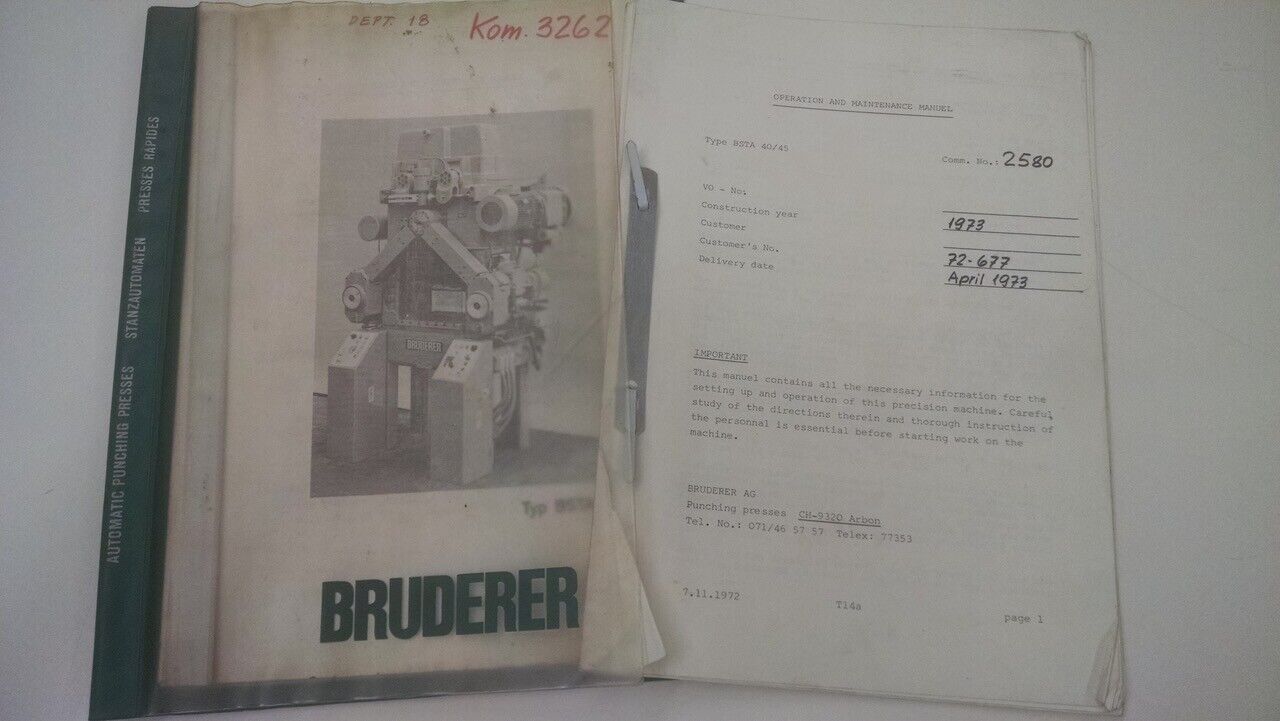 AUTOMATIC PUNCHING PRESSES STANZAUTOMATEN PRESSES RAPIDES
DEPT. 18
Kom. 3262
BRUDERER
Typ BSTA
BRUDERER
OPERATION AND MAINTENANCE MANUEL
Type BSTA 40/45
Comm. No.: 2580
VO - No:
Construction year 1973
Customer
Customer's No. 72-677
Delivery date April 1973
IMPORTANT
This manuel contains all the necessary information for the
setting up and operation of this precision machine. Careful
study of the directions therein and thorough instruction of
the personnal is essential before starting work on the
machine.
BRUDERER AG
Punching presses CH-9320 Arbon
Tel. No.: 071/46 57 57 Telex: 77353
7.11.1972
T14a
page 1